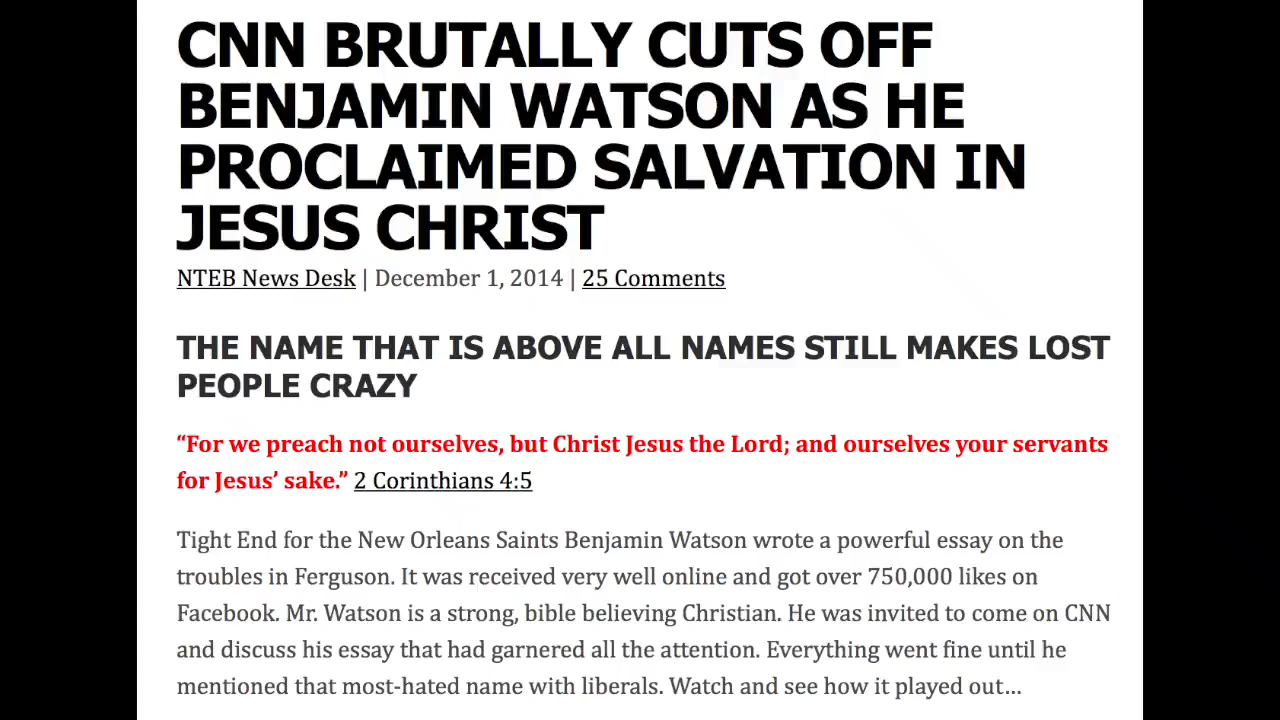 CNN BRUTALLY CUTS OFF
BENJAMIN WATSON AS HE
PROCLAIMED SALVATION IN
JESUS CHRIST
NTEB News Desk | December 1, 2014 | 25 Comments
THE NAME THAT IS ABOVE ALL NAMES STILL MAKES LOST
PEOPLE CRAZY
“For we preach not ourselves, but Christ Jesus the Lord; and ourselves your servants
for Jesus’ sake.” 2 Corinthians 4:5
Tight End for the New Orleans Saints Benjamin Watson wrote a powerful essay on the
troubles in Ferguson. It was received very well online and got over 750,000 likes on
Facebook. Mr. Watson is a strong, bible believing Christian. He was invited to come on CNN
and discuss his essay that had garnered all the attention. Everything went fine until he
mentioned that most-hated name with liberals. Watch and see how it played out…